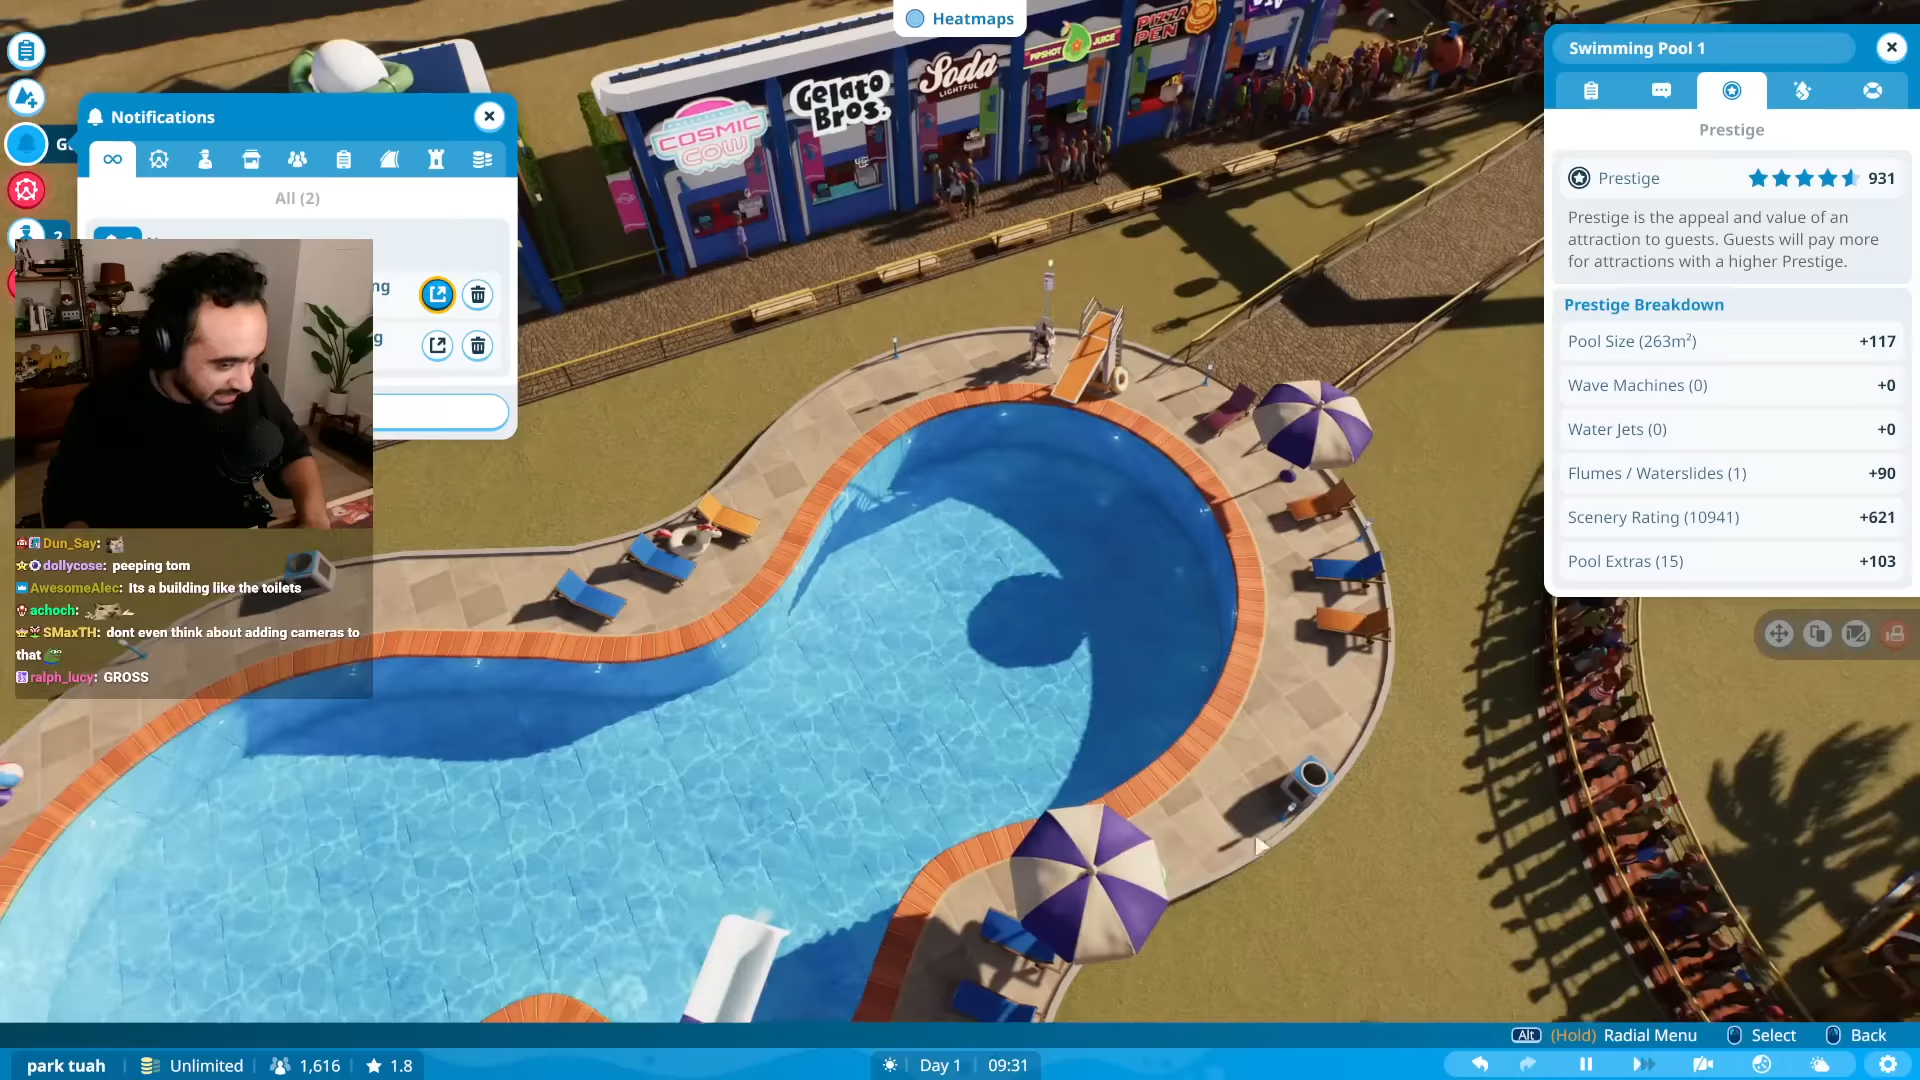 Heatmaps
Notifications
All (2)
ng
g
COSMIC
COW
Gelato
Bros.
Soda
LIGHTFUL
PIPSHOT JUICE
PIZZA
PEN
Swimming Pool 1
Prestige
Prestige 931
Prestige is the appeal and value of an
attraction to guests. Guests will pay more
for attractions with a higher Prestige.
Prestige Breakdown
Pool Size (263m²) +117
Wave Machines (0) +0
Water Jets (0) +0
Flumes / Waterslides (1) +90
Scenery Rating (10941) +621
Pool Extras (15) +103
Dun_Say:
dollycose: peeping tom
AwesomeAlec: Its a building like the toilets
achoch:
SMaxTH: dont even think about adding cameras to
that
ralph_lucy: GROSS
Alt (Hold) Radial Menu Select Back
park tuah Unlimited 1,616 1.8 Day 1 09:31